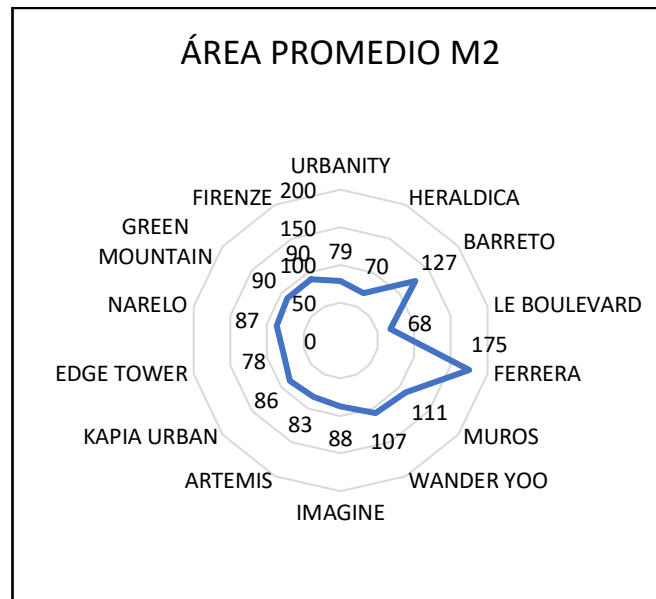 ÁREA PROMEDIO M2
URBANITY
HERALDICA
BARRETO
LE BOULEVARD
FERRERA
MUROS
WANDER YOO
IMAGINE
ARTEMIS
KAPIA URBAN
EDGE TOWER
NARELO
GREEN
MOUNTAIN
FIRENZE
200
150
100
50
0
79
70
127
68
175
111
107
88
83
86
78
87
90
90